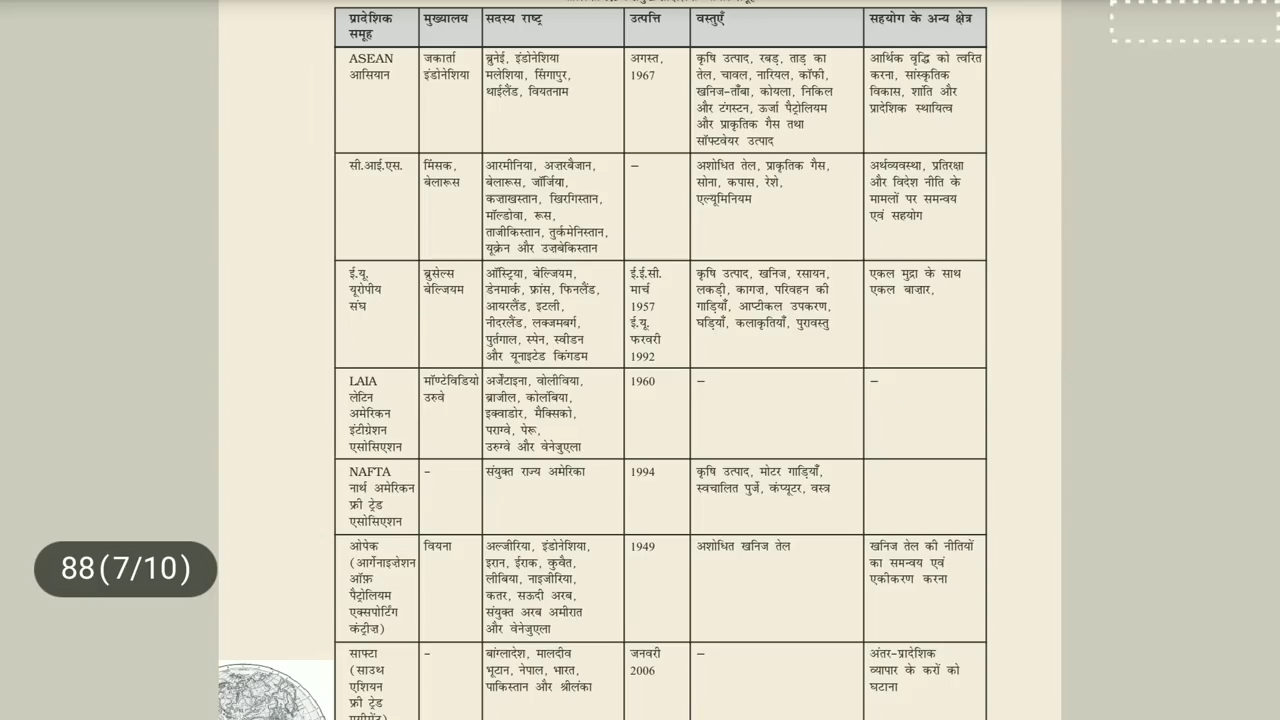 प्रादेशिक समूह मुख्यालय सदस्य राष्ट्र उत्पत्ति वस्तुएँ सहयोग के अन्य क्षेत्र
ASEAN जकार्ता ब्रुनेई, इंडोनेशिया अगस्त, कृषि उत्पाद, रबड़, ताड़ का आर्थिक वृद्धि को त्वरित
आसियान इंडोनेशिया मलेशिया, सिंगापुर, 1967 तेल, चावल, नारियल, कॉफी, करना, सांस्कृतिक
थाईलैंड, वियतनाम खनिज-ताँबा, कोयला, निकिल विकास, शांति और
और टंगस्टन, ऊर्जा पैट्रोलियम प्रादेशिक स्थायित्व
और प्राकृतिक गैस तथा
सॉफ्टवेयर उत्पाद
सी.आई.एस. मिंसक, आरमीनिया, अज़रबैजान, – अशोधित तेल, प्राकृतिक गैस, अर्थव्यवस्था, प्रतिरक्षा
बेलारूस बेलारूस, जॉर्जिया, सोना, कपास, रेशे, और विदेश नीति के
कज़ाखस्तान, खिरगिस्तान, एल्यूमिनियम मामलों पर समन्वय
मॉल्डोवा, रूस, एवं सहयोग
ताजीकिस्तान, तुर्कमेनिस्तान,
यूक्रेन और उज़बेकिस्तान
ई.यू. ब्रुसेल्स ऑस्ट्रिया, बेल्जियम, ई.ई.सी. कृषि उत्पाद, खनिज, रसायन, एकल मुद्रा के साथ
यूरोपीय बेल्जियम डेनमार्क, फ्रांस, फिनलैंड, मार्च लकड़ी, कागज़, परिवहन की एकल बाज़ार,
संघ आयरलैंड, इटली, 1957 गाड़ियाँ, आप्टीकल उपकरण,
नीदरलैंड, लक्जमबर्ग, ई.यू. घड़ियाँ, कलाकृतियाँ, पुरावस्तु
पुर्तगाल, स्पेन, स्वीडन फरवरी
और यूनाइटेड किंगडम 1992
LAIA मॉण्टेविडियो अर्जेंटाइना, वोलीविया, 1960 – –
लेटिन उरुवे ब्राजील, कोलंबिया,
अमेरिकन इक्वाडोर, मैक्सिको,
इंटीग्रेशन पराग्वे, पेरू,
एसोसिएशन उरुग्वे और वेनेजुएला
NAFTA – संयुक्त राज्य अमेरिका 1994 कृषि उत्पाद, मोटर गाड़ियाँ,
नार्थ अमेरिकन स्वचालित पुर्जे, कंप्यूटर, वस्त्र
फ्री ट्रेड
एसोसिएशन
ओपेक वियना अल्जीरिया, इंडोनेशिया, 1949 अशोधित खनिज तेल खनिज तेल की नीतियों
(आर्गेनाइज़ेशन इरान, ईराक, कुवैत, का समन्वय एवं
ऑफ़ लीबिया, नाइजीरिया, एकीकरण करना
पैट्रोलियम कतर, सऊदी अरब,
एक्सपोर्टिंग संयुक्त अरब अमीरात
कंट्रीज़) और वेनेजुएला
साफ्टा – बांग्लादेश, मालदीव जनवरी – अंतर-प्रादेशिक
(साउथ भूटान, नेपाल, भारत, 2006 व्यापार के करों को
एशियन पाकिस्तान और श्रीलंका घटाना
फ्री ट्रेड
88(7/10)